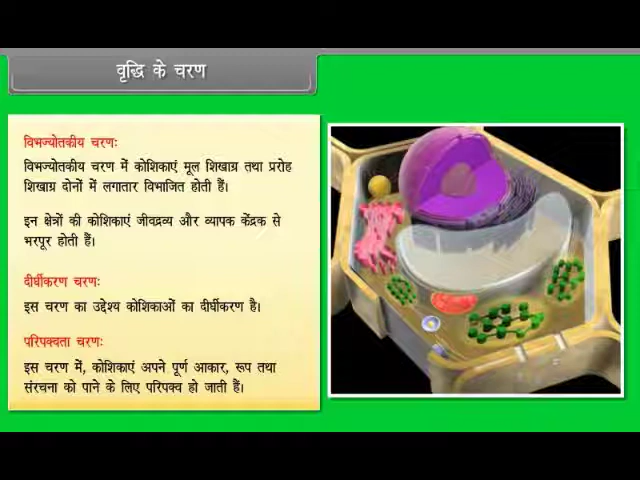 वृद्धि के चरण
विभज्योतकीय चरणः
विभज्योतकीय चरण में कोशिकाएं मूल शिखाग्र तथा प्ररोह
शिखाग्र दोनों में लगातार विभाजित होती हैं।
इन क्षेत्रों की कोशिकाएं जीवद्रव्य और व्यापक केंद्रक से
भरपूर होती हैं।
दीर्घीकरण चरणः
इस चरण का उद्देश्य कोशिकाओं का दीर्घीकरण है।
परिपक्वता चरणः
इस चरण में, कोशिकाएं अपने पूर्ण आकार, रूप तथा
संरचना को पाने के लिए परिपक्व हो जाती हैं।